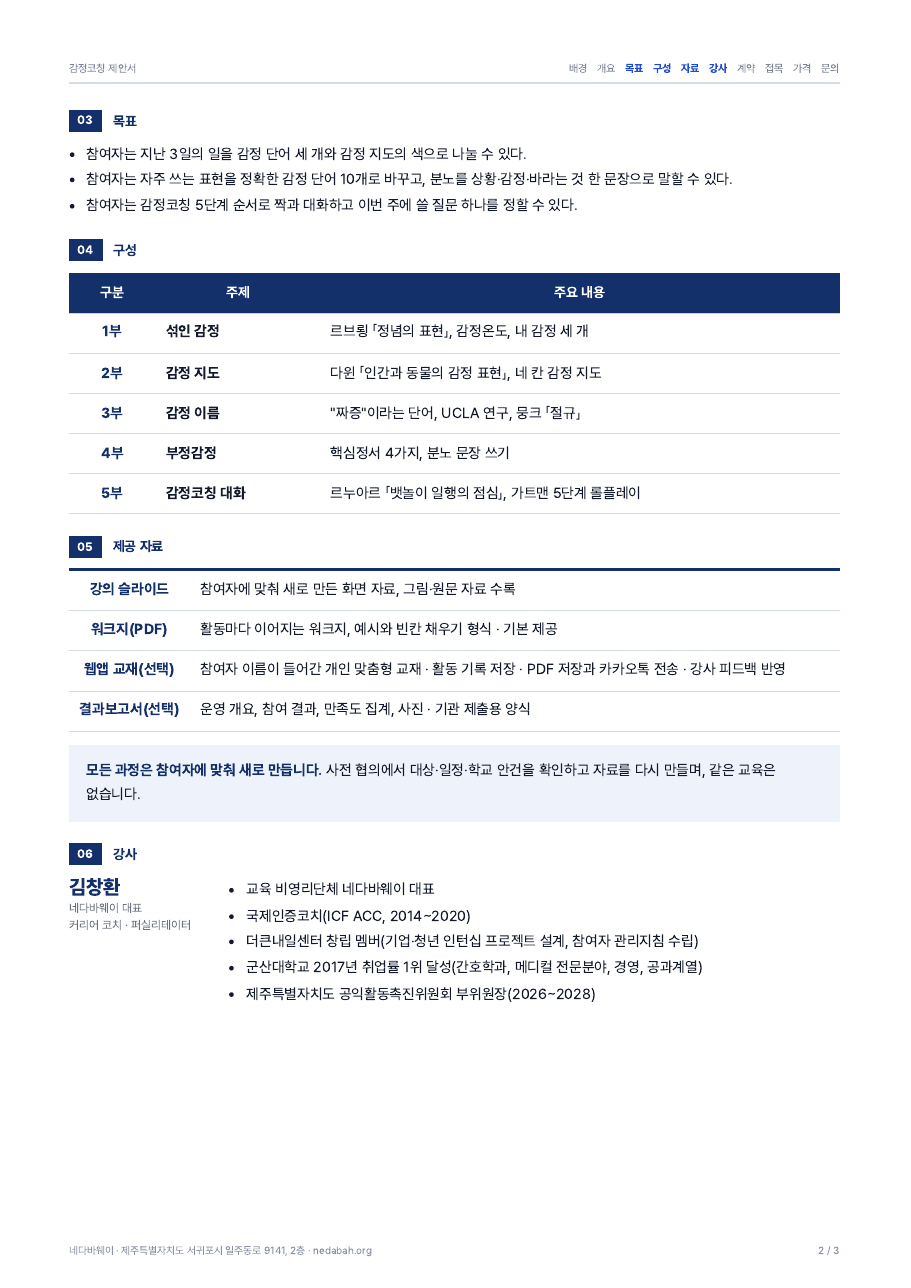 감정코칭 제안서
배경 개요 목표 구성 자료 강사 계약 접목 가격 문의
03 목표
• 참여자는 지난 3일의 일을 감정 단어 세 개와 감정 지도의 색으로 나눌 수 있다.
• 참여자는 자주 쓰는 표현을 정확한 감정 단어 10개로 바꾸고, 분노를 상황·감정·바라는 것 한 문장으로 말할 수 있다.
• 참여자는 감정코칭 5단계 순서로 짝과 대화하고 이번 주에 쓸 질문 하나를 정할 수 있다.
04 구성
구분 주제 주요 내용
1부 섞인 감정 르브룅 「정념의 표현」, 감정온도, 내 감정 세 개
2부 감정 지도 다윈 「인간과 동물의 감정 표현」, 네 칸 감정 지도
3부 감정 이름 "짜증"이라는 단어, UCLA 연구, 뭉크 「절규」
4부 부정감정 핵심정서 4가지, 분노 문장 쓰기
5부 감정코칭 대화 르누아르 「뱃놀이 일행의 점심」, 가트맨 5단계 롤플레이
05 제공 자료
강의 슬라이드 참여자에 맞춰 새로 만든 화면 자료, 그림·원문 자료 수록
워크지(PDF) 활동마다 이어지는 워크지, 예시와 빈칸 채우기 형식 · 기본 제공
웹앱 교재(선택) 참여자 이름이 들어간 개인 맞춤형 교재 · 활동 기록 저장 · PDF 저장과 카카오톡 전송 · 강사 피드백 반영
결과보고서(선택) 운영 개요, 참여 결과, 만족도 집계, 사진 · 기관 제출용 양식
모든 과정은 참여자에 맞춰 새로 만듭니다. 사전 협의에서 대상·일정·학교 안건을 확인하고 자료를 다시 만들며, 같은 교육은
없습니다.
06 강사
김창환
네다바웨이 대표
커리어 코치 · 퍼실리테이터
• 교육 비영리단체 네다바웨이 대표
• 국제인증코치(ICF ACC, 2014~2020)
• 더큰내일센터 창립 멤버(기업·청년 인턴십 프로젝트 설계, 참여자 관리지침 수립)
• 군산대학교 2017년 취업률 1위 달성(간호학과, 메디컬 전문분야, 경영, 공과계열)
• 제주특별자치도 공익활동촉진위원회 부위원장(2026~2028)
네다바웨이 · 제주특별자치도 서귀포시 일주동로 9141, 2층 · nedabah.org
2 / 3